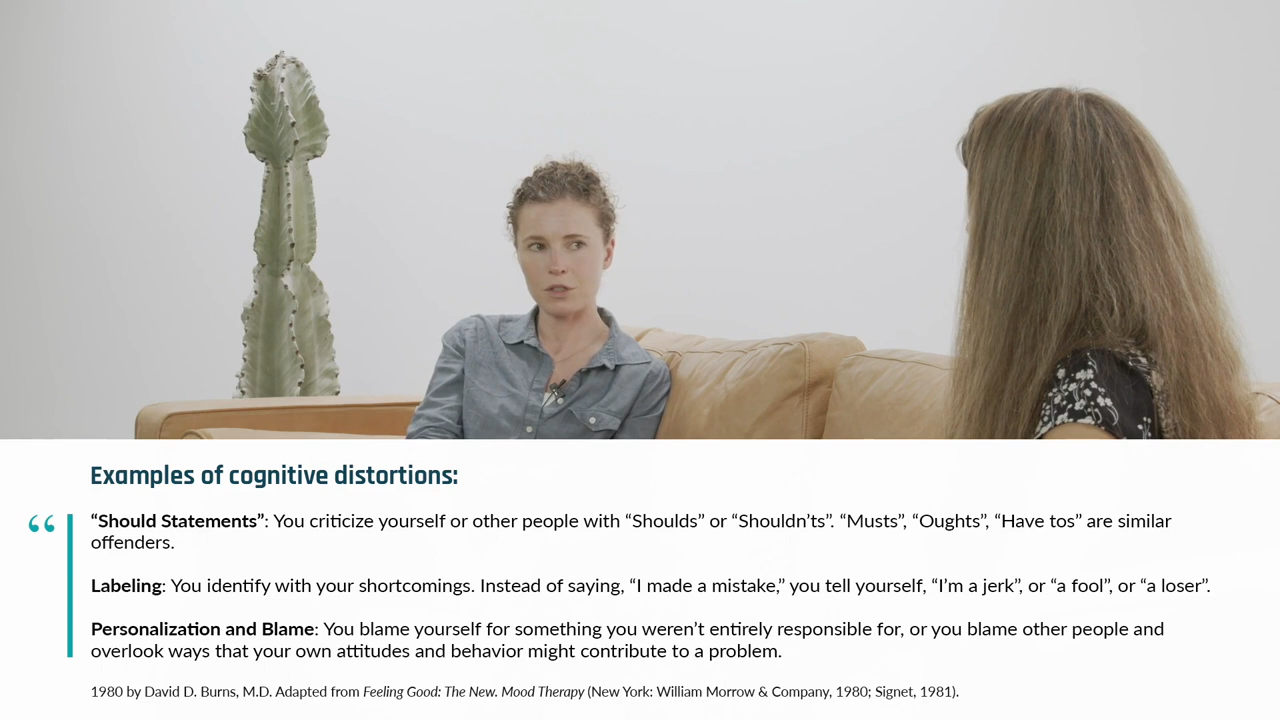 Examples of cognitive distortions:
“Should Statements”: You criticize yourself or other people with “Shoulds” or “Shouldn’ts”. “Musts”, “Oughts”, “Have tos” are similar
offenders.
Labeling: You identify with your shortcomings. Instead of saying, “I made a mistake,” you tell yourself, “I’m a jerk”, or “a fool”, or “a loser”.
Personalization and Blame: You blame yourself for something you weren’t entirely responsible for, or you blame other people and
overlook ways that your own attitudes and behavior might contribute to a problem.
1980 by David D. Burns, M.D. Adapted from Feeling Good: The New. Mood Therapy (New York: William Morrow & Company, 1980; Signet, 1981).